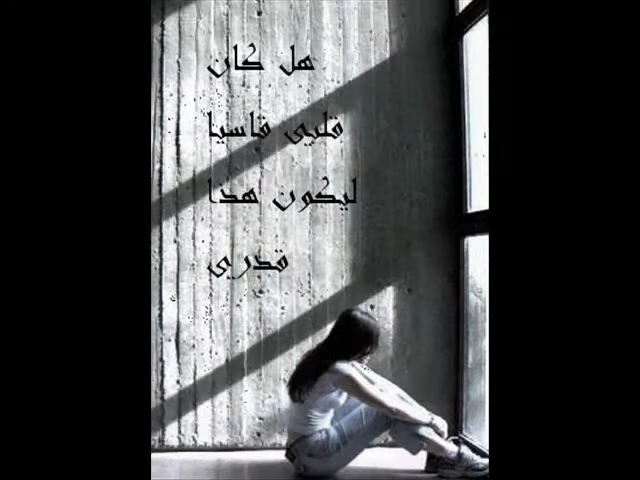 هل كان
قلبي قاسيا
ليكون هذا
قدري